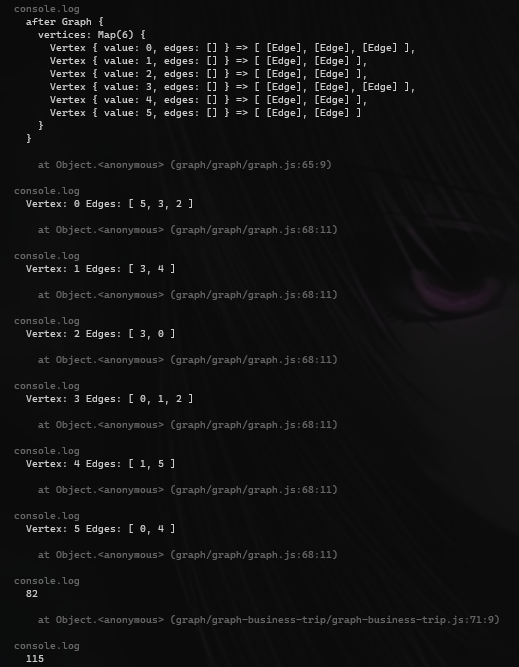 console.log
after Graph {
vertices: Map(6) {
Vertex { value: 0, edges: [] } => [ [Edge], [Edge], [Edge] ],
Vertex { value: 1, edges: [] } => [ [Edge], [Edge] ],
Vertex { value: 2, edges: [] } => [ [Edge], [Edge] ],
Vertex { value: 3, edges: [] } => [ [Edge], [Edge], [Edge] ],
Vertex { value: 4, edges: [] } => [ [Edge], [Edge] ],
Vertex { value: 5, edges: [] } => [ [Edge], [Edge] ]
}
}
at Object.<anonymous> (graph/graph/graph.js:65:9)
console.log
Vertex: 0 Edges: [ 5, 3, 2 ]
at Object.<anonymous> (graph/graph/graph.js:68:11)
console.log
Vertex: 1 Edges: [ 3, 4 ]
at Object.<anonymous> (graph/graph/graph.js:68:11)
console.log
Vertex: 2 Edges: [ 3, 0 ]
at Object.<anonymous> (graph/graph/graph.js:68:11)
console.log
Vertex: 3 Edges: [ 0, 1, 2 ]
at Object.<anonymous> (graph/graph/graph.js:68:11)
console.log
Vertex: 4 Edges: [ 1, 5 ]
at Object.<anonymous> (graph/graph/graph.js:68:11)
console.log
Vertex: 5 Edges: [ 0, 4 ]
at Object.<anonymous> (graph/graph/graph.js:68:11)
console.log
82
at Object.<anonymous> (graph/graph-business-trip/graph-business-trip.js:71:9)
console.log
115